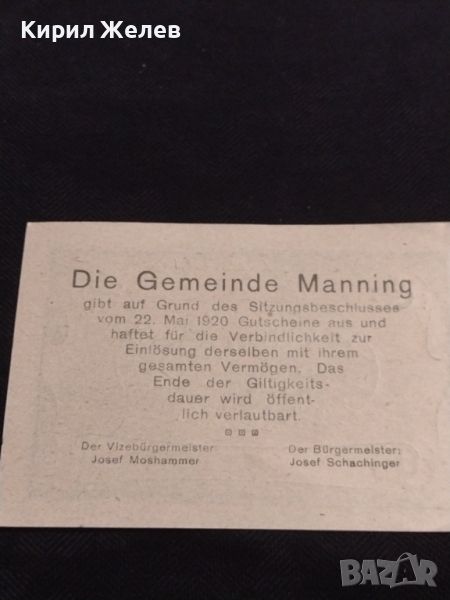 Кирил Желев
Die Gemeinde Manning
gibt auf Grund des Sitzungsbeschlusses
vom 22. Mai 1920 Gutscheine aus und
haftet für die Verbindlichkeit zur
Einlösung derselben mit ihrem
gesamten Vermögen. Das
Ende der Giltigkeits-
dauer wird öffent-
lich verlautbart.
Der Vizebürgermeister: Der Bürgermeister:
Josef Moshammer Josef Schachinger
BAZAR